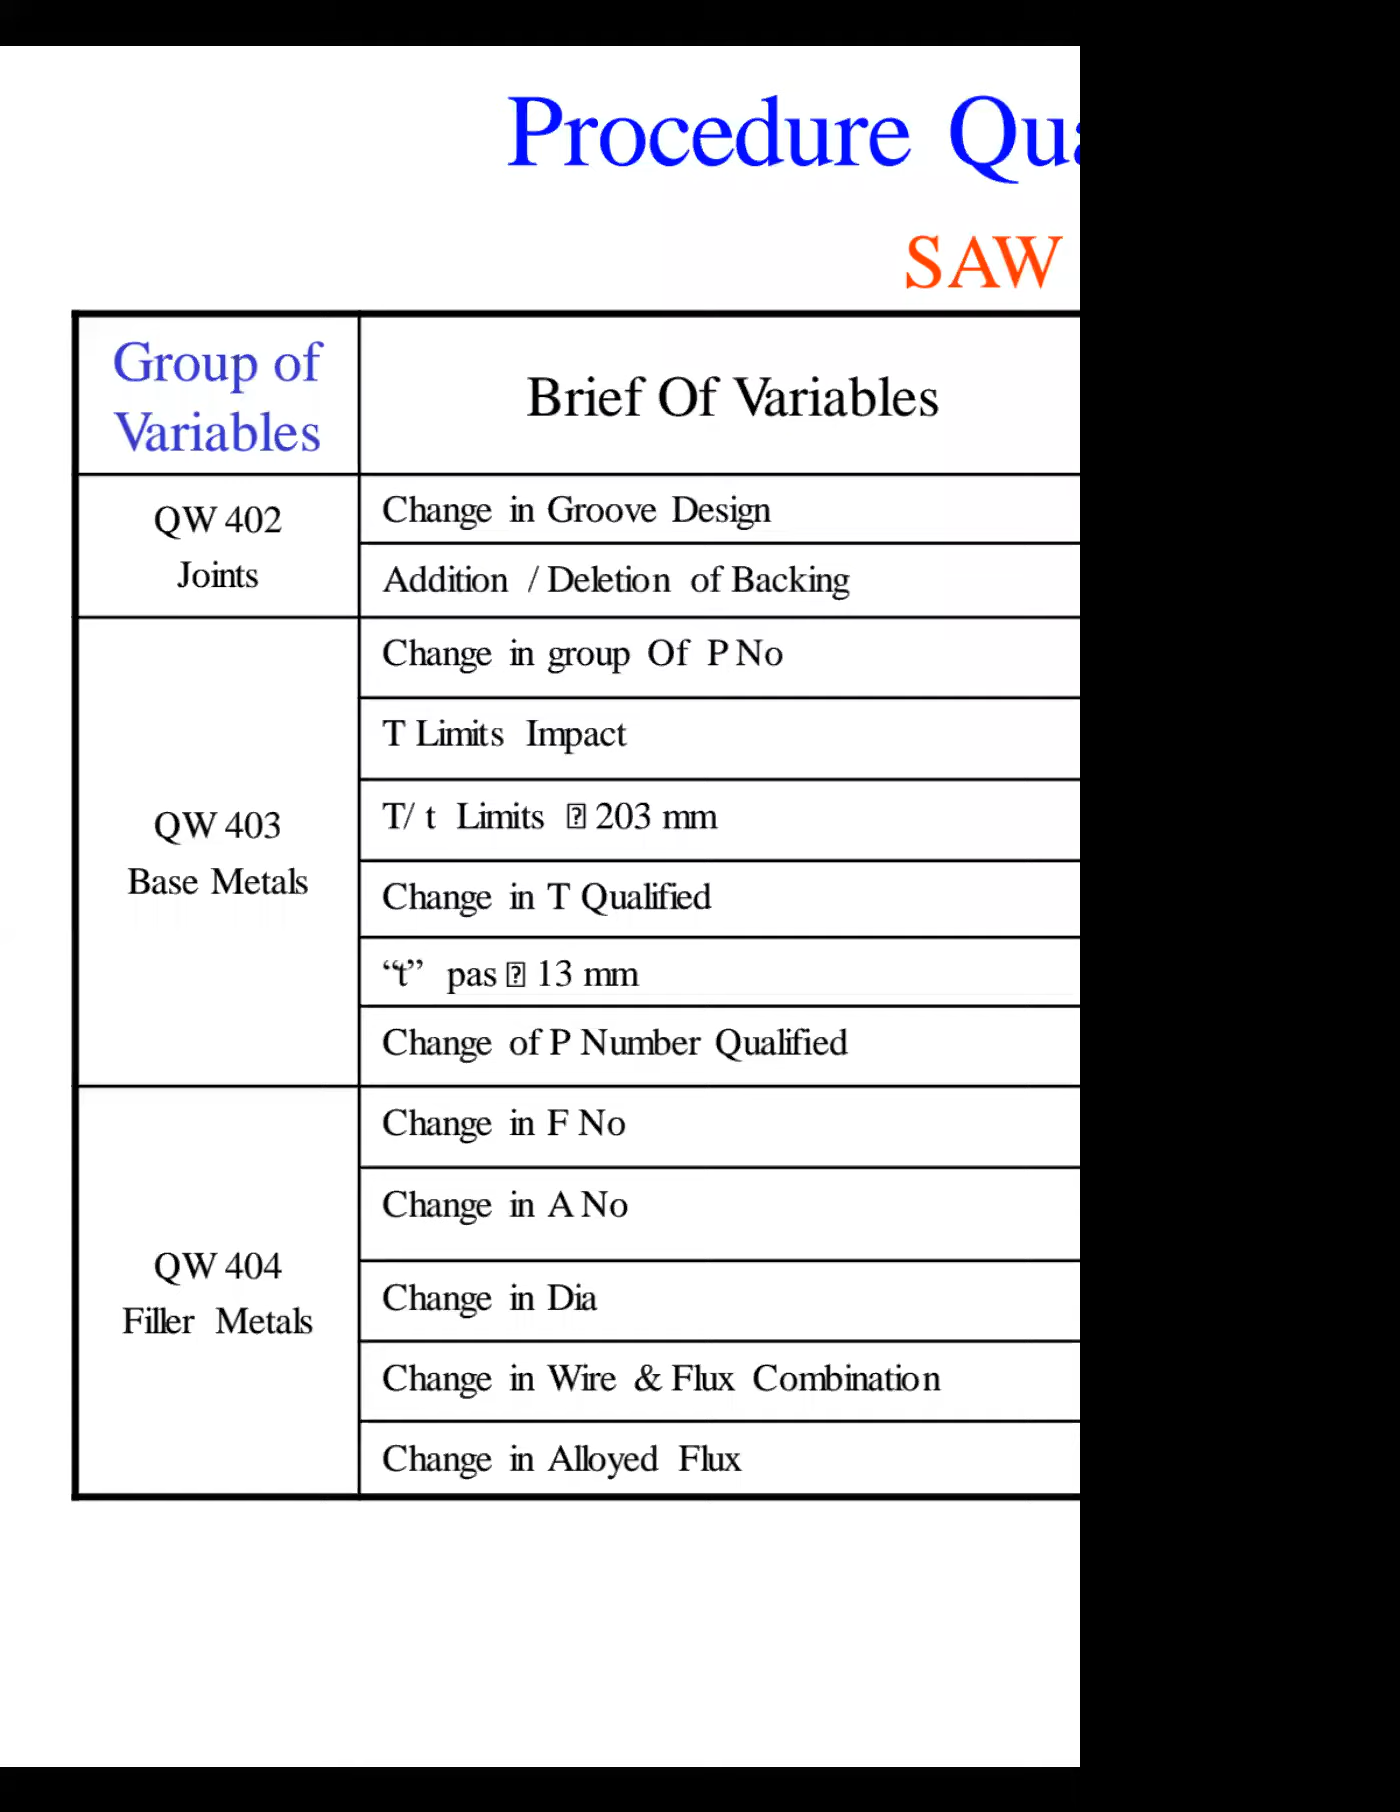 Procedure Qua
SAW
Group of
Variables
Brief Of Variables
QW 402
Joints
Change in Groove Design
Addition / Deletion of Backing
QW 403
Base Metals
Change in group Of P No
T Limits Impact
T/ t Limits 🯄 203 mm
Change in T Qualified
“t” pas 🯄 13 mm
Change of P Number Qualified
QW 404
Filler Metals
Change in F No
Change in A No
Change in Dia
Change in Wire & Flux Combination
Change in Alloyed Flux